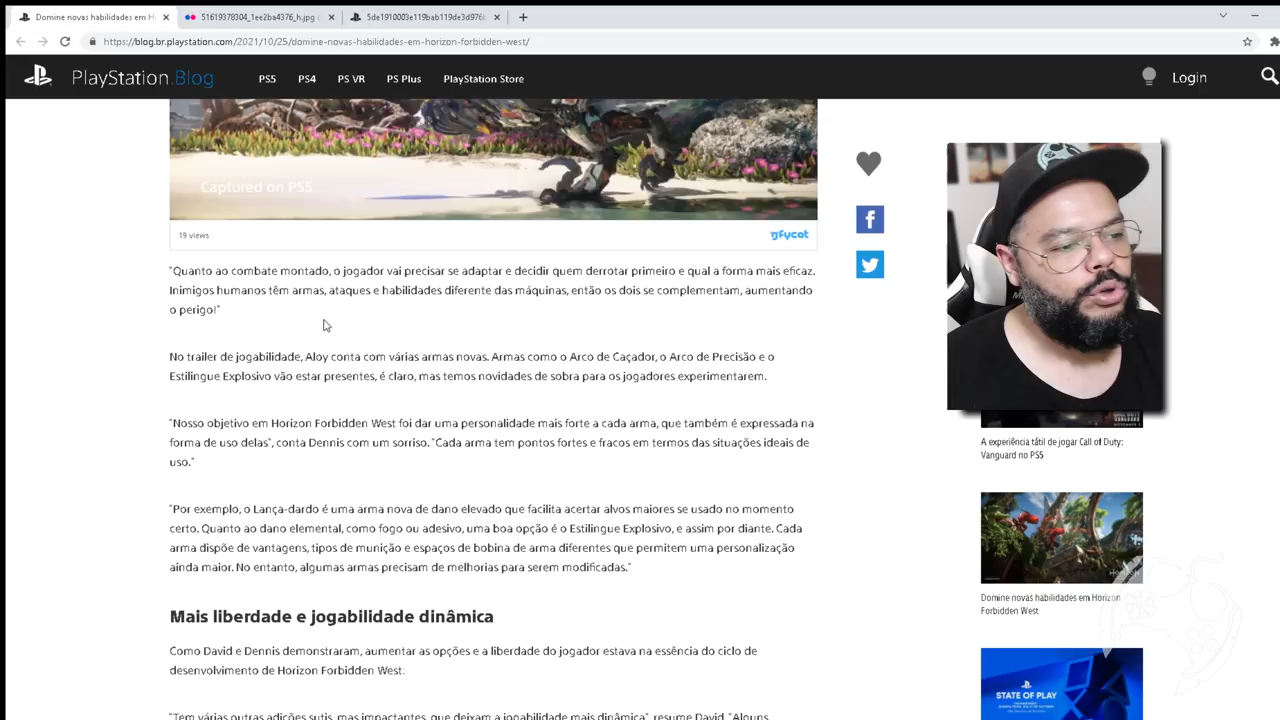 Domine novas habilidades em H
51619378304_1ee2ba4376_h.jpg (
5de1910003e119bab119de3d976b
https://blog.br.playstation.com/2021/10/25/domine-novas-habilidades-em-horizon-forbidden-west/
PlayStation.Blog
PS5
PS4
PS VR
PS Plus
PlayStation Store
Login
Captured on PS5
19 views
gfycat
"Quanto ao combate montado, o jogador vai precisar se adaptar e decidir quem derrotar primeiro e qual a forma mais eficaz.
Inimigos humanos têm armas, ataques e habilidades diferente das máquinas, então os dois se complementam, aumentando
o perigo!"
No trailer de jogabilidade, Aloy conta com várias armas novas. Armas como o Arco de Caçador, o Arco de Precisão e o
Estilingue Explosivo vão estar presentes, é claro, mas temos novidades de sobra para os jogadores experimentarem.
"Nosso objetivo em Horizon Forbidden West foi dar uma personalidade mais forte a cada arma, que também é expressada na
forma de uso delas", conta Dennis com um sorriso. "Cada arma tem pontos fortes e fracos em termos das situações ideais de
uso."
"Por exemplo, o Lança-dardo é uma arma nova de dano elevado que facilita acertar alvos maiores se usado no momento
certo. Quanto ao dano elemental, como fogo ou adesivo, uma boa opção é o Estilingue Explosivo, e assim por diante. Cada
arma dispõe de vantagens, tipos de munição e espaços de bobina de arma diferentes que permitem uma personalização
ainda maior. No entanto, algumas armas precisam de melhorias para serem modificadas."
Mais liberdade e jogabilidade dinâmica
Como David e Dennis demonstraram, aumentar as opções e a liberdade do jogador estava na essência do ciclo de
desenvolvimento de Horizon Forbidden West:
"Tem várias outras adições sutis, mas impactantes, que deixam a jogabilidade mais dinâmica", resume David. "Alguns
A experiência tátil de jogar Call of Duty:
Vanguard no PS5
Domine novas habilidades em Horizon
Forbidden West
STATE OF PLAY